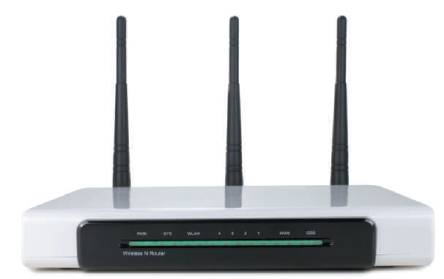 PWR SYS WLAN 4 3 2 1 WAN QSS
Wireless N Router